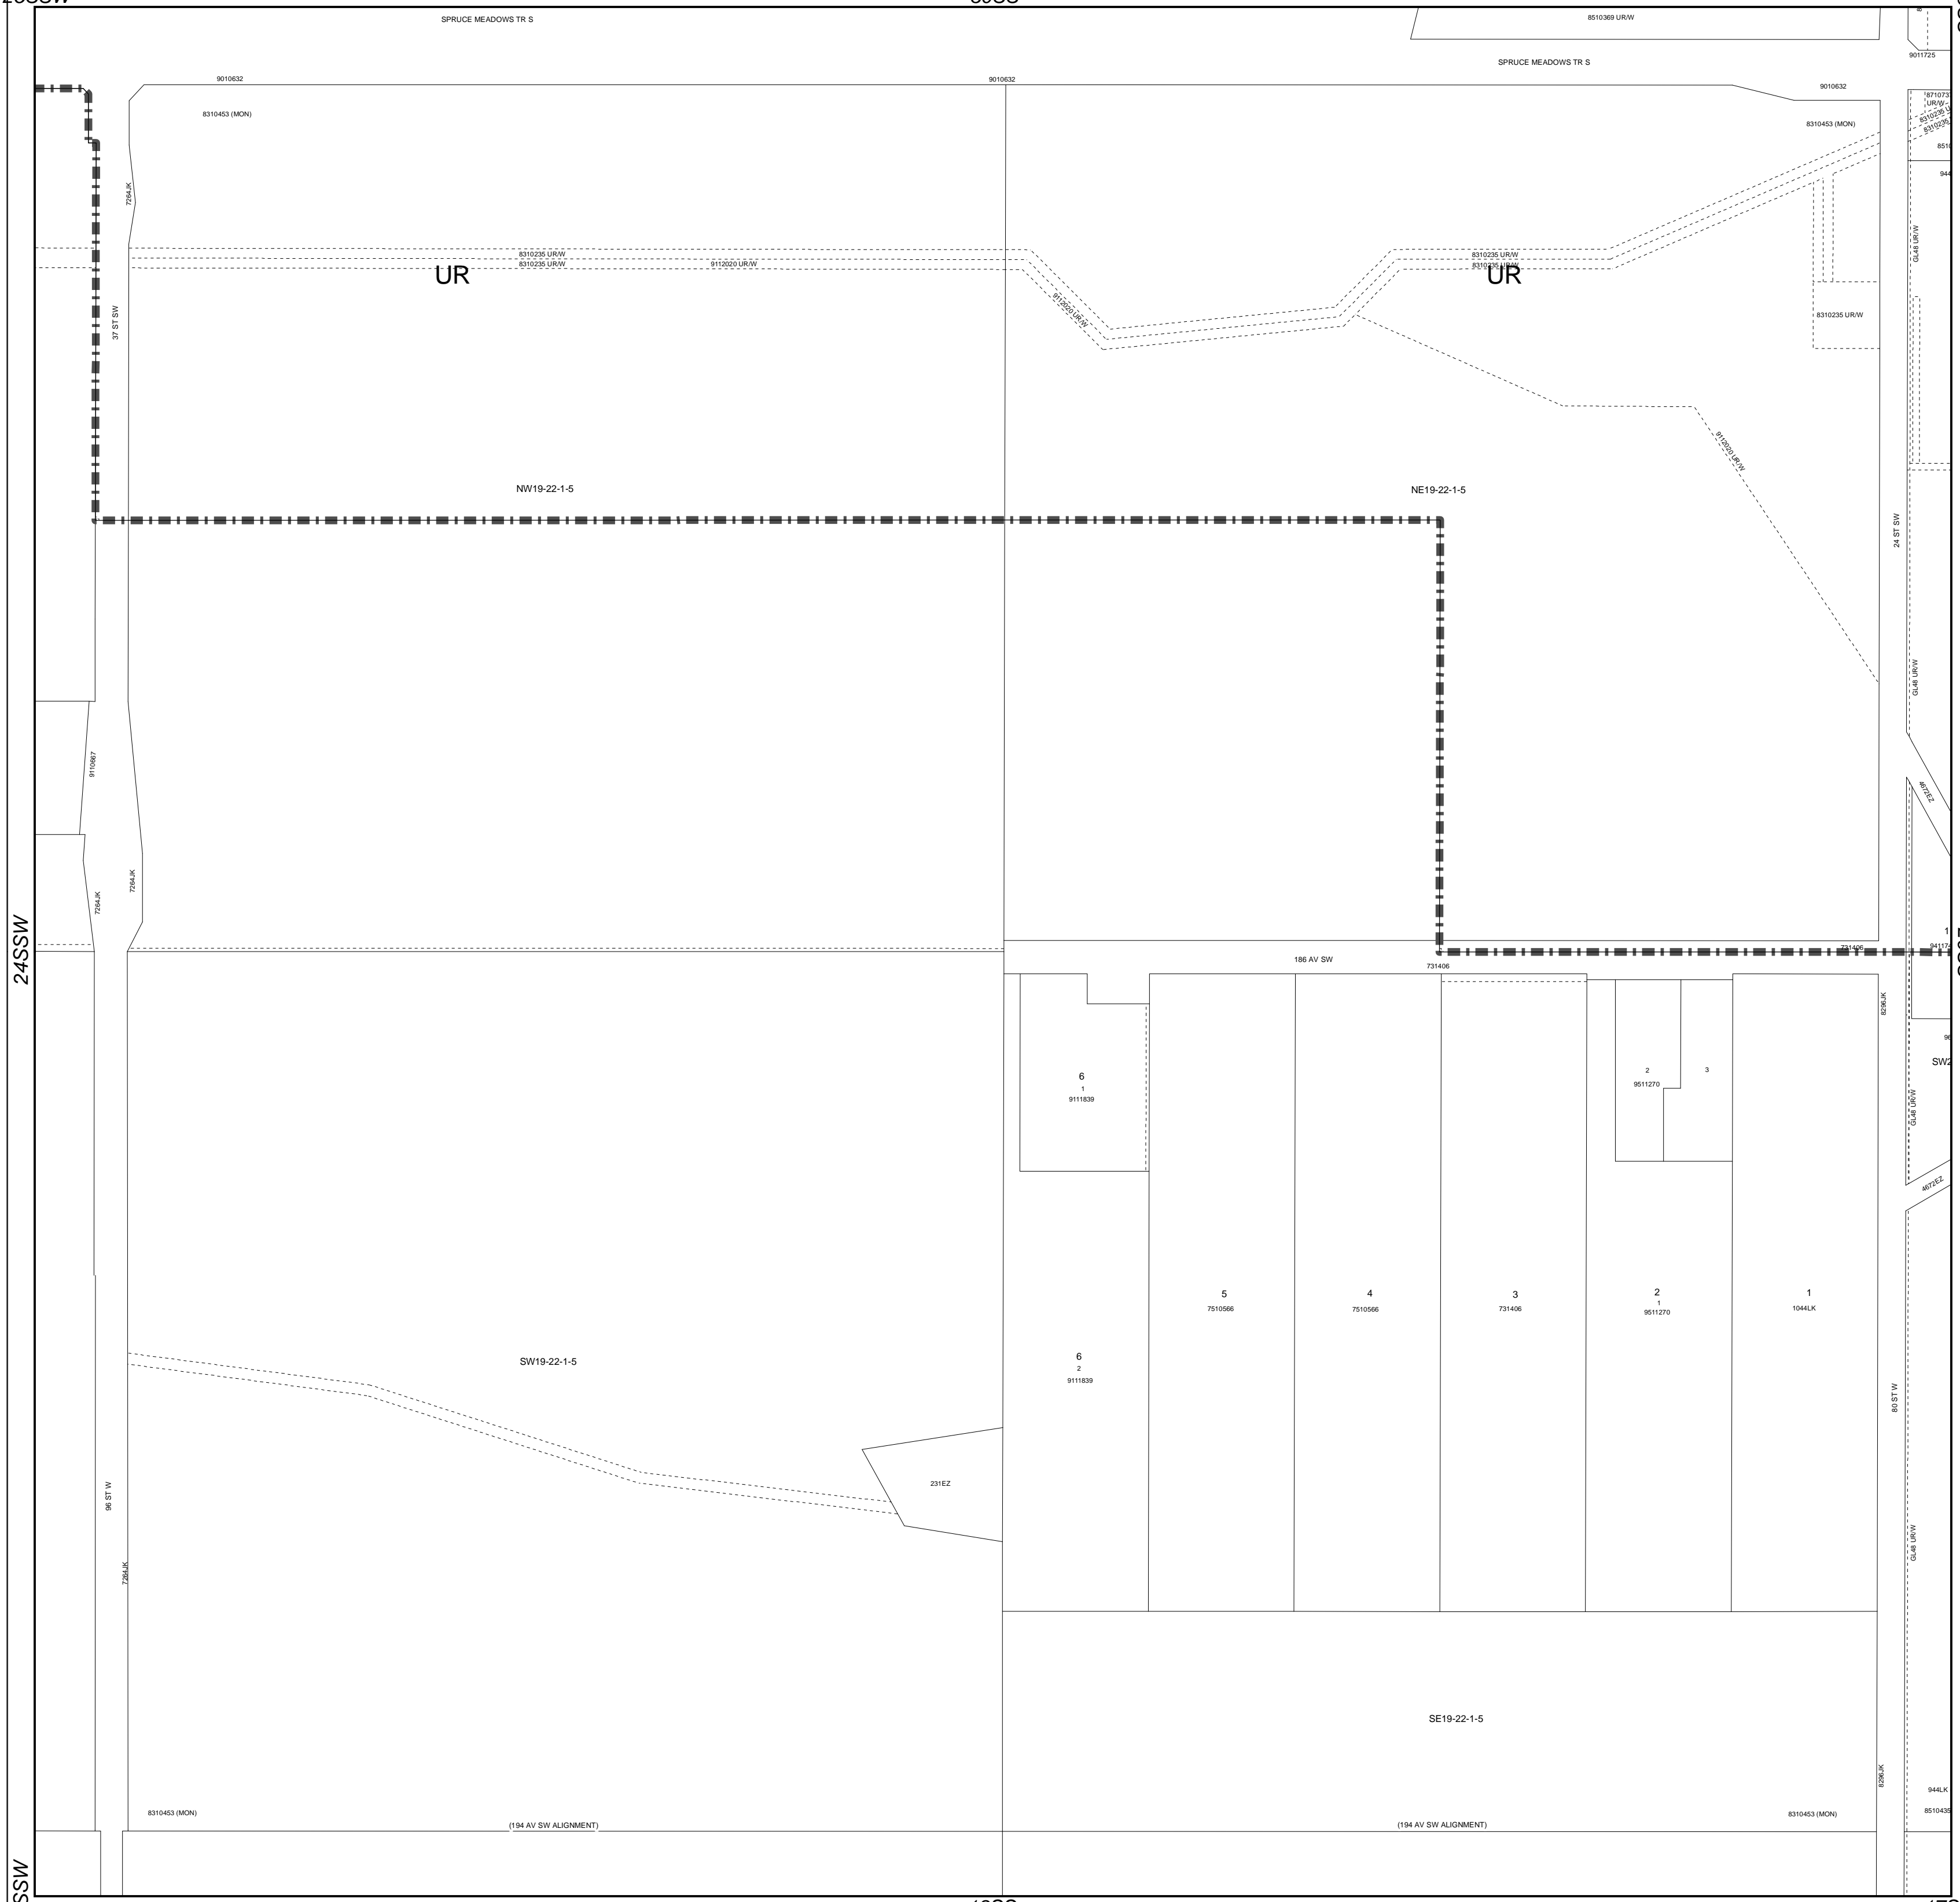 SPRUCE MEADOWS TR S
8510369 UR/W
9011725
SPRUCE MEADOWS TR S
9010632
9010632
9010632
8310453 (MON)
8310453 (MON)
UR/W
7264JK
GL48 UR/W
8310235 UR/W
8310235 UR/W
9112020 UR/W
8310235 UR/W
8310235 UR/W
UR
UR
9112020 UR/W
8310235 UR/W
37 ST SW
9112020 UR/W
NW19-22-1-5
NE19-22-1-5
24 ST SW
GL48 UR/W
9110667
4672EZ
7264JK
7264JK
24SSW
731406
186 AV SW
731406
8296JK
SW2
6
1
9111839
2
9511270
3
GL48 UR/W
4672EZ
5
7510566
4
7510566
3
731406
2
1
9511270
1
1044LK
6
2
9111839
SW19-22-1-5
80 ST W
231EZ
96 ST W
GL48 UR/W
7264JK
SE19-22-1-5
8296JK
944LK
8510435
8310453 (MON)
8310453 (MON)
(194 AV SW ALIGNMENT)
(194 AV SW ALIGNMENT)